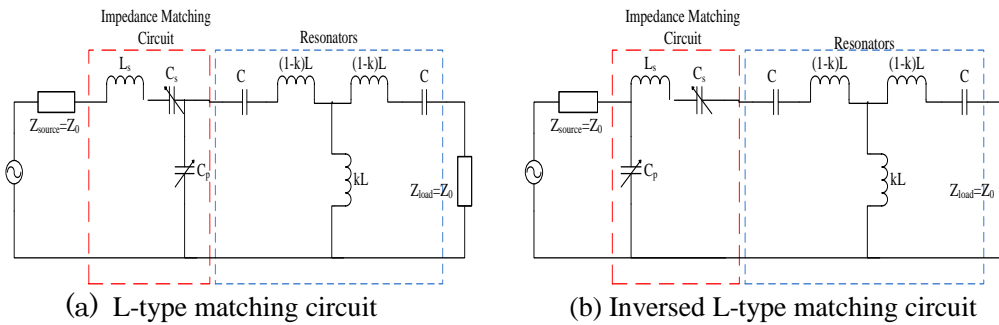 Impedance Matching
Circuit
Resonators
Ls
Cs
C
(1-k)L
(1-k)L
C
Zsource=Z0
Cp
kL
Zload=Z0
(a) L-type matching circuit
Impedance Matching
Circuit
Resonators
Ls
Cs
C
(1-k)L
(1-k)L
C
Zsource=Z0
Cp
kL
Zload=Z0
(b) Inversed L-type matching circuit